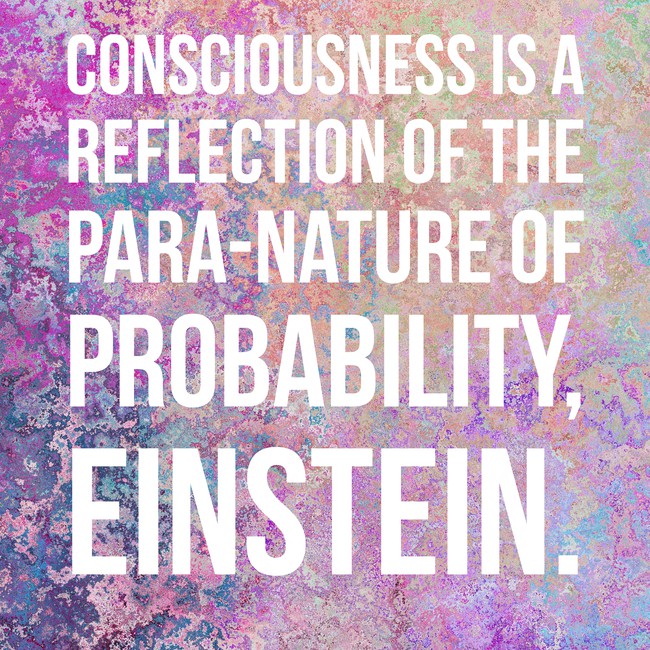 CONSCIOUSNESS IS A
REFLECTION OF THE
PARA-NATURE OF
PROBABILITY,
EINSTEIN.